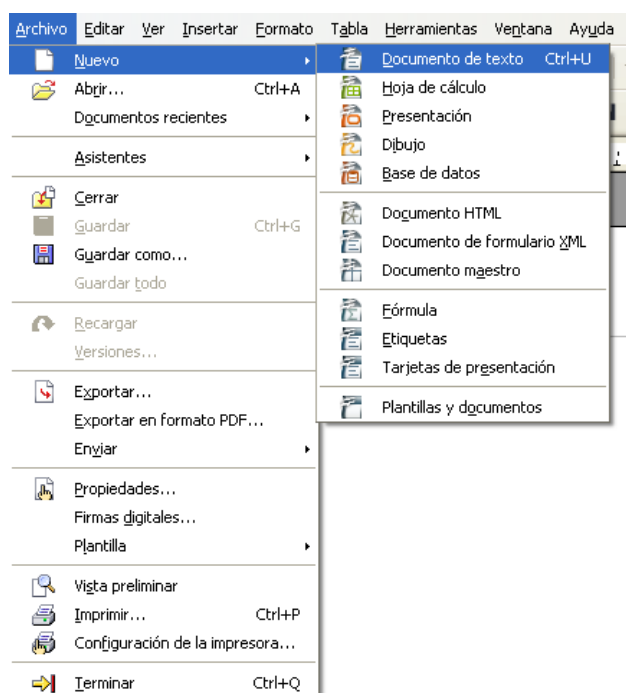 Archivo Editar Ver Insertar Formato Tabla Herramientas Ventana Ayuda
Nuevo
Abrir... Ctrl+A
Documentos recientes
Asistentes
Cerrar
Guardar Ctrl+G
Guardar como...
Guardar todo
Recargar
Versiones...
Exportar...
Exportar en formato PDF...
Enviar
Propiedades...
Firmas digitales...
Plantilla
Vista preliminar
Imprimir... Ctrl+P
Configuración de la impresora...
Terminar Ctrl+Q
Documento de texto Ctrl+U
Hoja de cálculo
Presentación
Dibujo
Base de datos
Documento HTML
Documento de formulario XML
Documento maestro
Fórmula
Etiquetas
Tarjetas de presentación
Plantillas y documentos